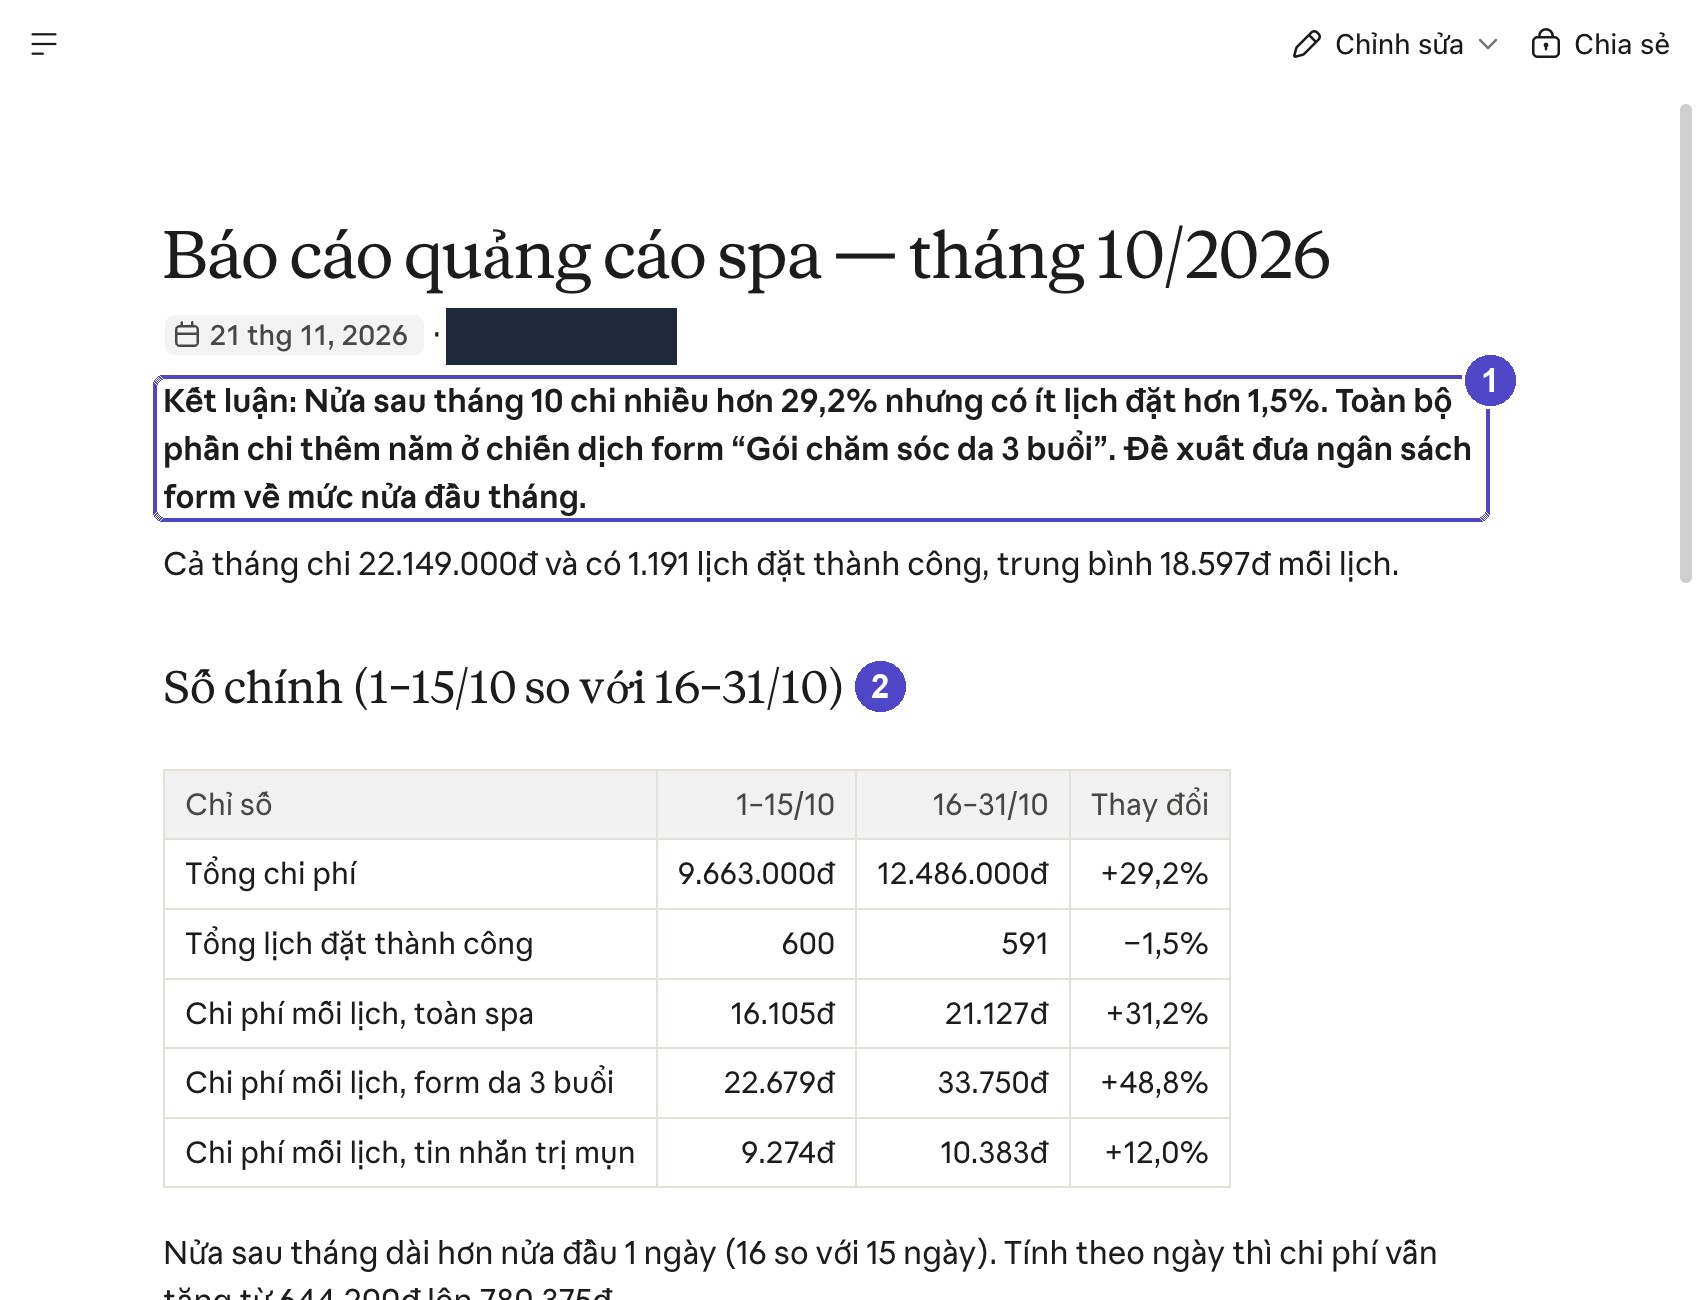 Chỉnh sửa
Chia sẻ
Báo cáo quảng cáo spa — tháng 10/2026
21 thg 11, 2026 ·
1
Kết luận: Nửa sau tháng 10 chi nhiều hơn 29,2% nhưng có ít lịch đặt hơn 1,5%. Toàn bộ
phần chi thêm nằm ở chiến dịch form “Gói chăm sóc da 3 buổi”. Đề xuất đưa ngân sách
form về mức nửa đầu tháng.
Cả tháng chi 22.149.000đ và có 1.191 lịch đặt thành công, trung bình 18.597đ mỗi lịch.
Số chính (1–15/10 so với 16–31/10) 2
Chỉ số 1–15/10 16–31/10 Thay đổi
Tổng chi phí 9.663.000đ 12.486.000đ +29,2%
Tổng lịch đặt thành công 600 591 −1,5%
Chi phí mỗi lịch, toàn spa 16.105đ 21.127đ +31,2%
Chi phí mỗi lịch, form da 3 buổi 22.679đ 33.750đ +48,8%
Chi phí mỗi lịch, tin nhắn trị mụn 9.274đ 10.383đ +12,0%
Nửa sau tháng dài hơn nửa đầu 1 ngày (16 so với 15 ngày). Tính theo ngày thì chi phí vẫn
tăng từ 644.200đ lên 780.375đ